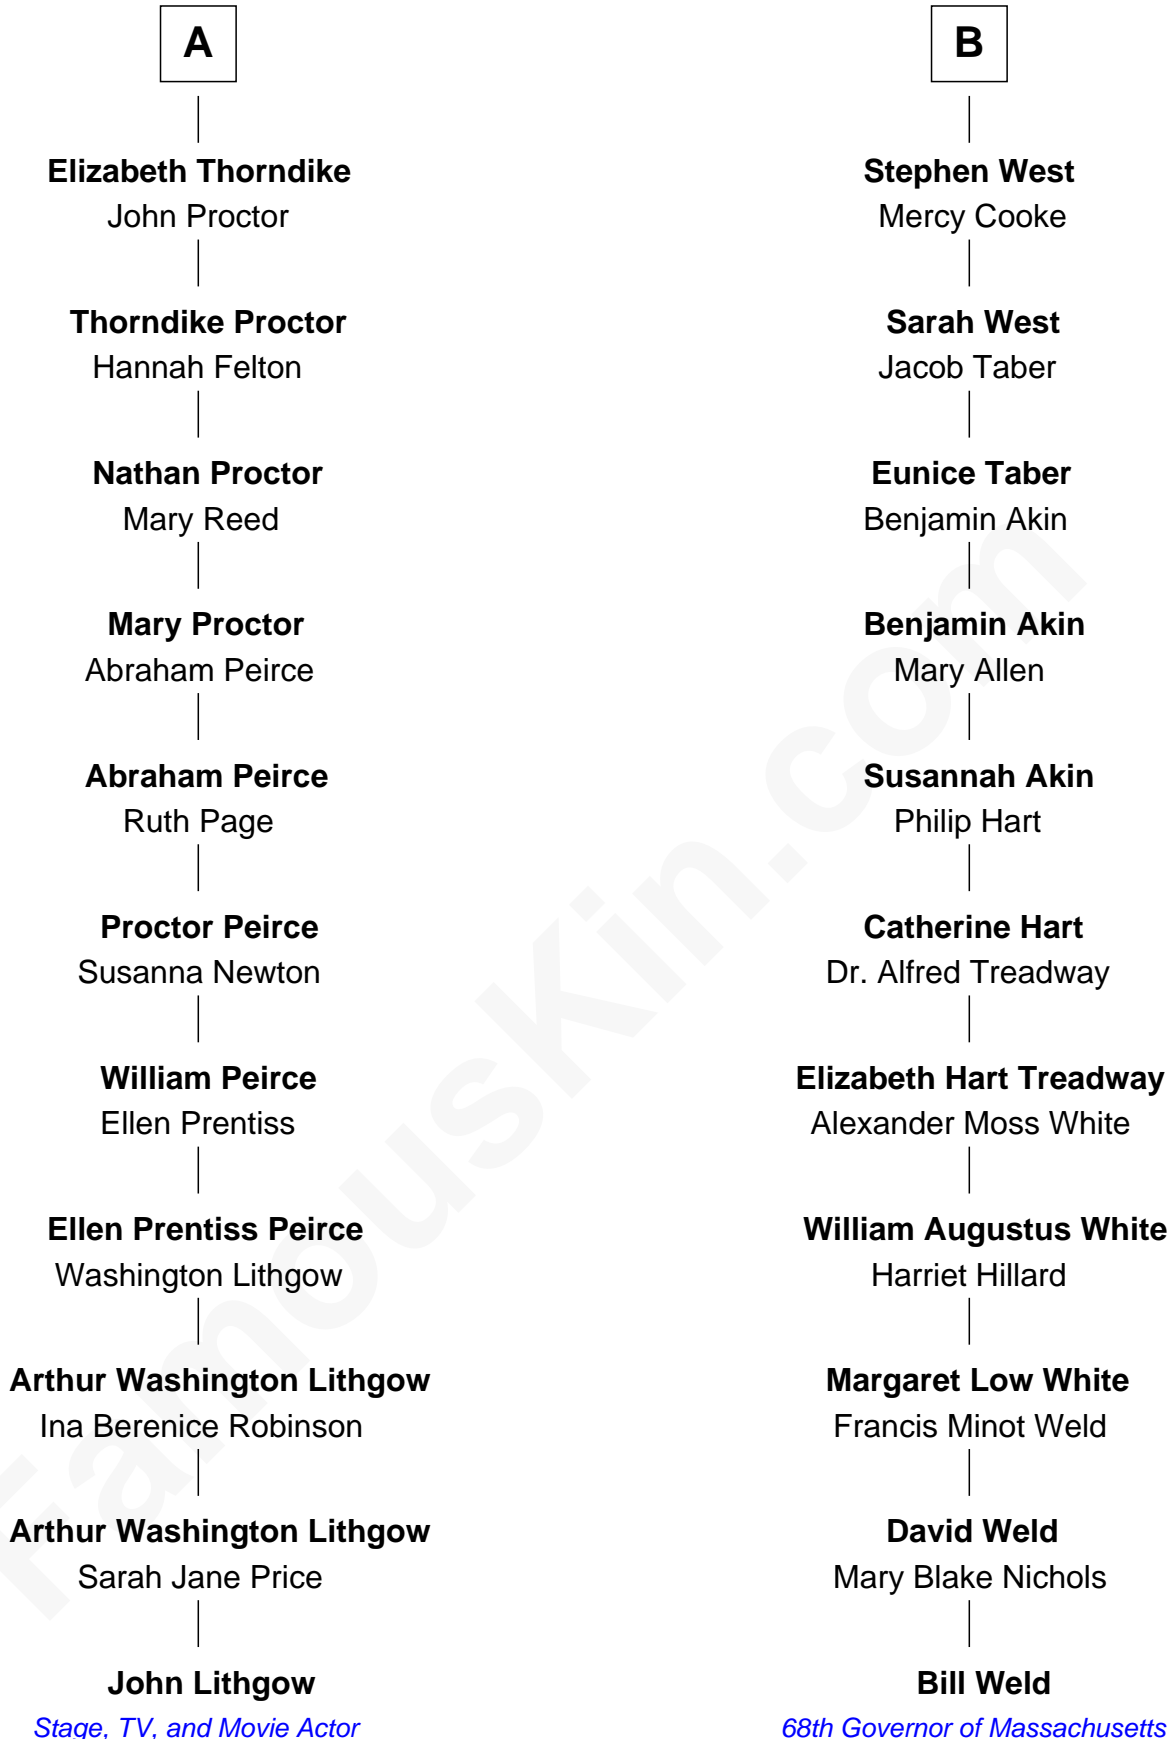 A
Elizabeth Thorndike
John Proctor
Thorndike Proctor
Hannah Felton
Nathan Proctor
Mary Reed
Mary Proctor
Abraham Peirce
Abraham Peirce
Ruth Page
Proctor Peirce
Susanna Newton
William Peirce
Ellen Prentiss
Ellen Prentiss Peirce
Washington Lithgow
Arthur Washington Lithgow
Ina Berenice Robinson
Arthur Washington Lithgow
Sarah Jane Price
John Lithgow
Stage, TV, and Movie Actor
B
Stephen West
Mercy Cooke
Sarah West
Jacob Taber
Eunice Taber
Benjamin Akin
Benjamin Akin
Mary Allen
Susannah Akin
Philip Hart
Catherine Hart
Dr. Alfred Treadway
Elizabeth Hart Treadway
Alexander Moss White
William Augustus White
Harriet Hillard
Margaret Low White
Francis Minot Weld
David Weld
Mary Blake Nichols
Bill Weld
68th Governor of Massachusetts
FamousKin.com